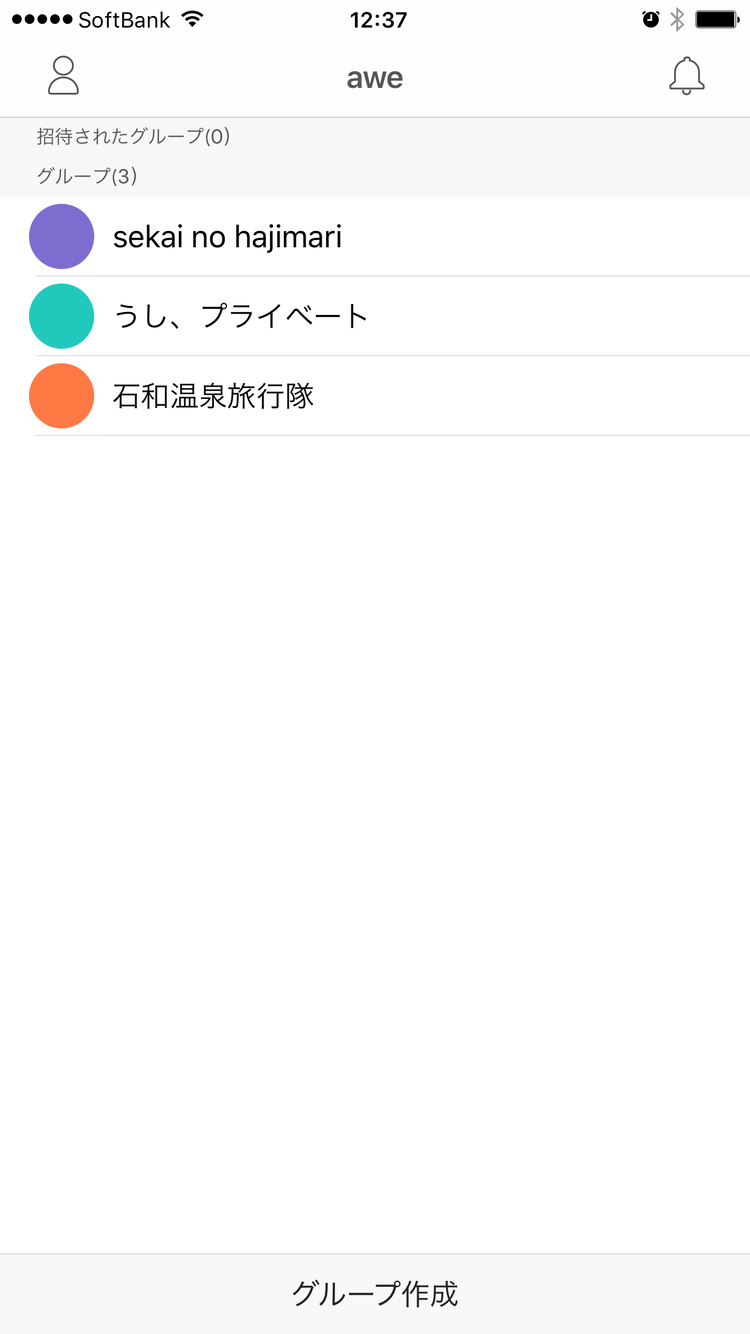 SoftBank 12:37
awe
招待されたグループ(0)
グループ(3)
sekai no hajimari
うし、プライベート
石和温泉旅行隊
グループ作成